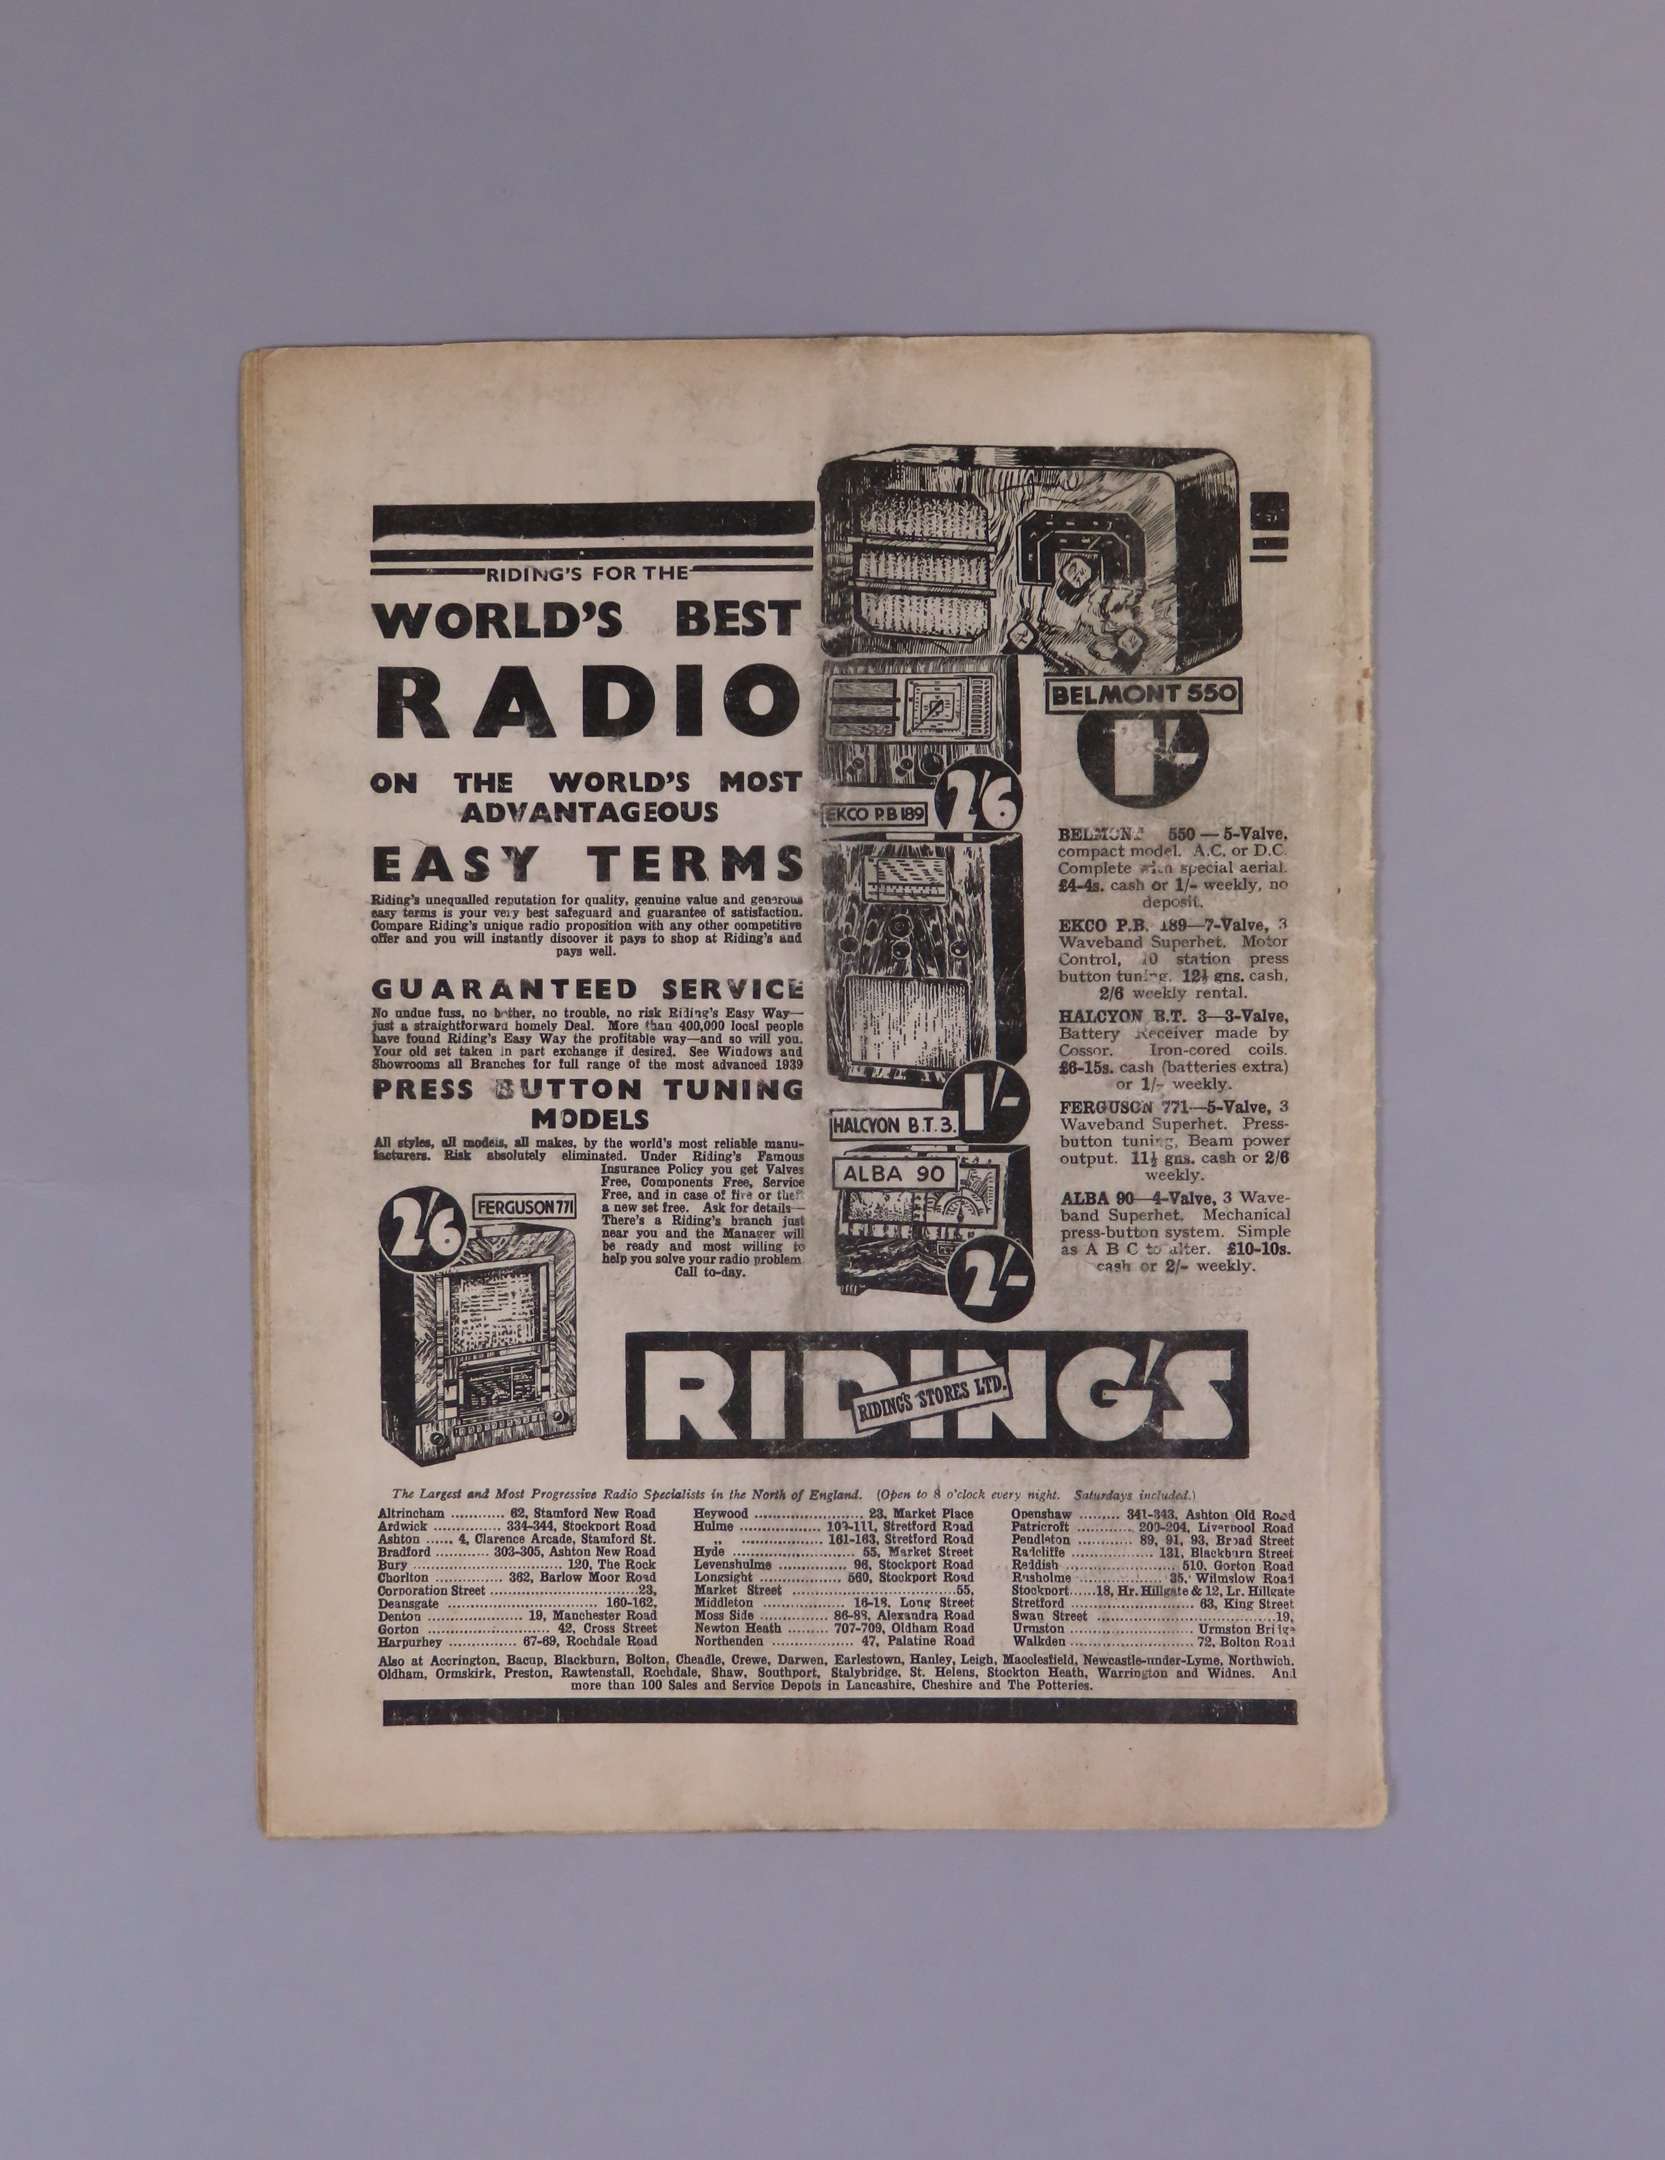 RIDING'S FOR THE
WORLD'S BEST
RADIO
ON THE WORLD'S MOST
ADVANTAGEOUS
EASY TERMS
Riding's unequalled reputation for quality, genuine value and generous
easy terms is your very best safeguard and guarantee of satisfaction.
Compare Riding's unique radio proposition with any other competitive
offer and you will instantly discover it pays to shop at Riding's and
pays well.
GUARANTEED SERVICE
No undue fuss, no bother, no trouble, no risk Riding's Easy Way—
just a straightforward homely Deal. More than 400,000 local people
have found Riding's Easy Way the profitable way—and so will you.
Your old set taken in part exchange if desired. See Windows and
Showrooms all Branches for full range of the most advanced 1939
PRESS BUTTON TUNING
MODELS
All styles, all models, all makes, by the world's most reliable manu-
facturers. Risk absolutely eliminated. Under Riding's Famous
Insurance Policy you get Valves
Free, Components Free, Service
Free, and in case of fire or theft
a new set free. Ask for details—
There's a Riding's branch just
near you and the Manager will
be ready and most willing to
help you solve your radio problem
Call to-day.
2/6
FERGUSON 771
BELMONT 550
1/-
EKCO P.B 189
2/6
HALCYON B.T.3.
1/-
ALBA 90
2/-
BELMONT 550—5-Valve,
compact model. A.C. or D.C.
Complete with special aerial.
£4-4s. cash or 1/- weekly, no
deposit.
EKCO P.B. 189—7-Valve, 3
Waveband Superhet. Motor
Control, 10 station press
button tuning. 12½ gns. cash,
2/6 weekly rental.
HALCYON B.T. 3—3-Valve,
Battery Receiver made by
Cossor. Iron-cored coils.
£6-15s. cash (batteries extra)
or 1/- weekly.
FERGUSON 771—5-Valve, 3
Waveband Superhet. Press-
button tuning, Beam power
output. 11½ gns. cash or 2/6
weekly.
ALBA 90—4-Valve, 3 Wave-
band Superhet. Mechanical
press-button system. Simple
as A B C to alter. £10-10s.
cash or 2/- weekly.
RIDING'S
RIDING'S STORES LTD.
The Largest and Most Progressive Radio Specialists in the North of England. (Open to 8 o'clock every night. Saturdays included.)
Altrincham ............ 62, Stamford New Road
Ardwick ............... 334-344, Stockport Road
Ashton ...... 4, Clarence Arcade, Stamford St.
Bradford ........... 303-305, Ashton New Road
Bury ................................ 120, The Rock
Chorlton .............. 362, Barlow Moor Road
Corporation Street ..............................23,
Deansgate .................................... 160-162,
Denton ...................... 19, Manchester Road
Gorton ............................ 42, Cross Street
Harpurhey .............. 67-69, Rochdale Road
Heywood ........................ 23, Market Place
Hulme .................. 109-111, Stretford Road
„ .................. 161-163, Stretford Road
Hyde ............................ 55, Market Street
Levenshulme ................. 96, Stockport Road
Longsight ................... 560, Stockport Road
Market Street ...................................55,
Middleton .................. 16-18, Long Street
Moss Side .............. 86-88, Alexandra Road
Newton Heath ......... 707-709, Oldham Road
Northenden ................... 47, Palatine Road
Openshaw ......... 341-343, Ashton Old Road
Patricroft ............ 200-204, Liverpool Road
Pendleton ............ 89, 91, 93, Broad Street
Radcliffe ..................... 131, Blackburn Street
Reddish .......................... 510, Gorton Road
Rusholme ....................... 35, Wilmslow Road
Stockport......18, Hr. Hillgate & 12, Lr. Hillgate
Stretford ............................ 63, King Street
Swan Street .......................................19,
Urmston ............................ Urmston Bridge
Walkden ............................ 72, Bolton Road
Also at Accrington, Bacup, Blackburn, Bolton, Cheadle, Crewe, Darwen, Earlestown, Hanley, Leigh, Macclesfield, Newcastle-under-Lyme, Northwich,
Oldham, Ormskirk, Preston, Rawtenstall, Rochdale, Shaw, Southport, Stalybridge, St. Helens, Stockton Heath, Warrington and Widnes. And
more than 100 Sales and Service Depots in Lancashire, Cheshire and The Potteries.